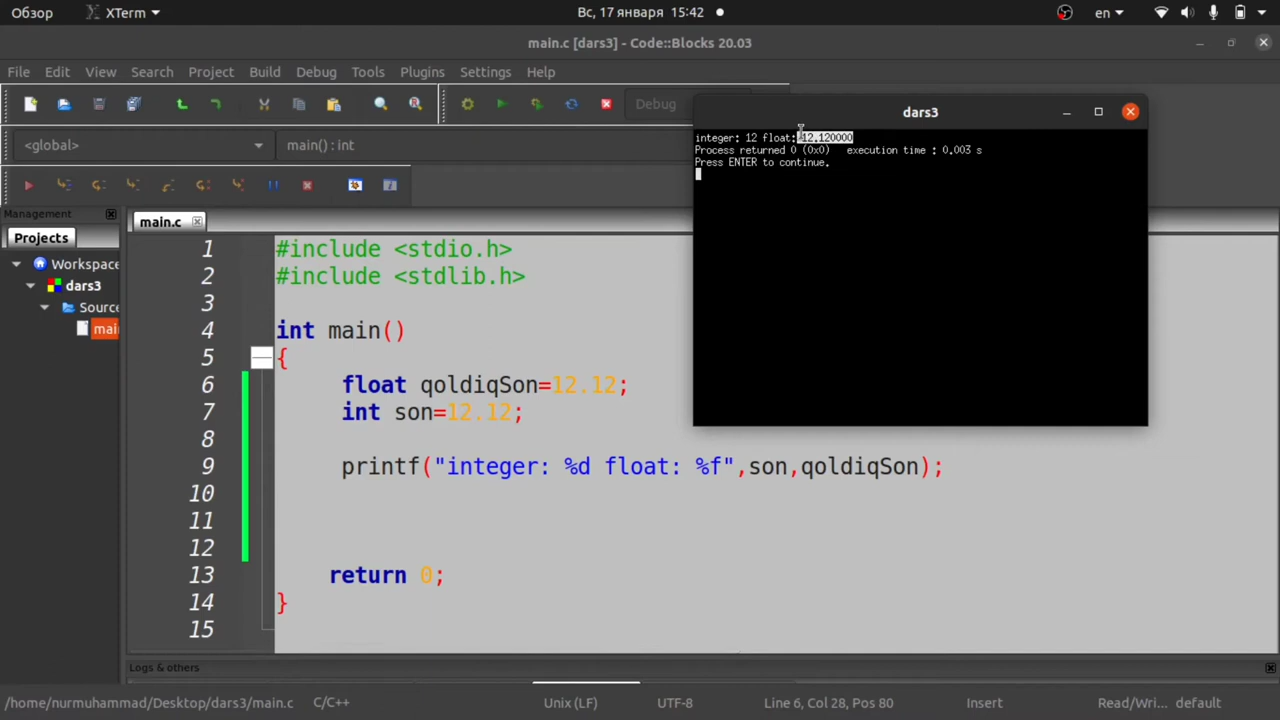 Обзор XTerm Вс, 17 января 15:42 en
main.c [dars3] - Code::Blocks 20.03
File Edit View Search Project Build Debug Tools Plugins Settings Help
Debug
<global> main() : int
dars3
integer: 12 float: 12.120000
Process returned 0 (0x0)   execution time : 0.003 s
Press ENTER to continue.
Management
Projects
Workspace
dars3
Source
main
main.c
1 #include <stdio.h>
2 #include <stdlib.h>
3
4 int main()
5 {
6 float qoldiqSon=12.12;
7 int son=12.12;
8
9 printf("integer: %d float: %f",son,qoldiqSon);
10
11
12
13 return 0;
14 }
15
Logs & others
/home/nurmuhammad/Desktop/dars3/main.c C/C++ Unix (LF) UTF-8 Line 6, Col 28, Pos 80 Insert Read/Wri... default